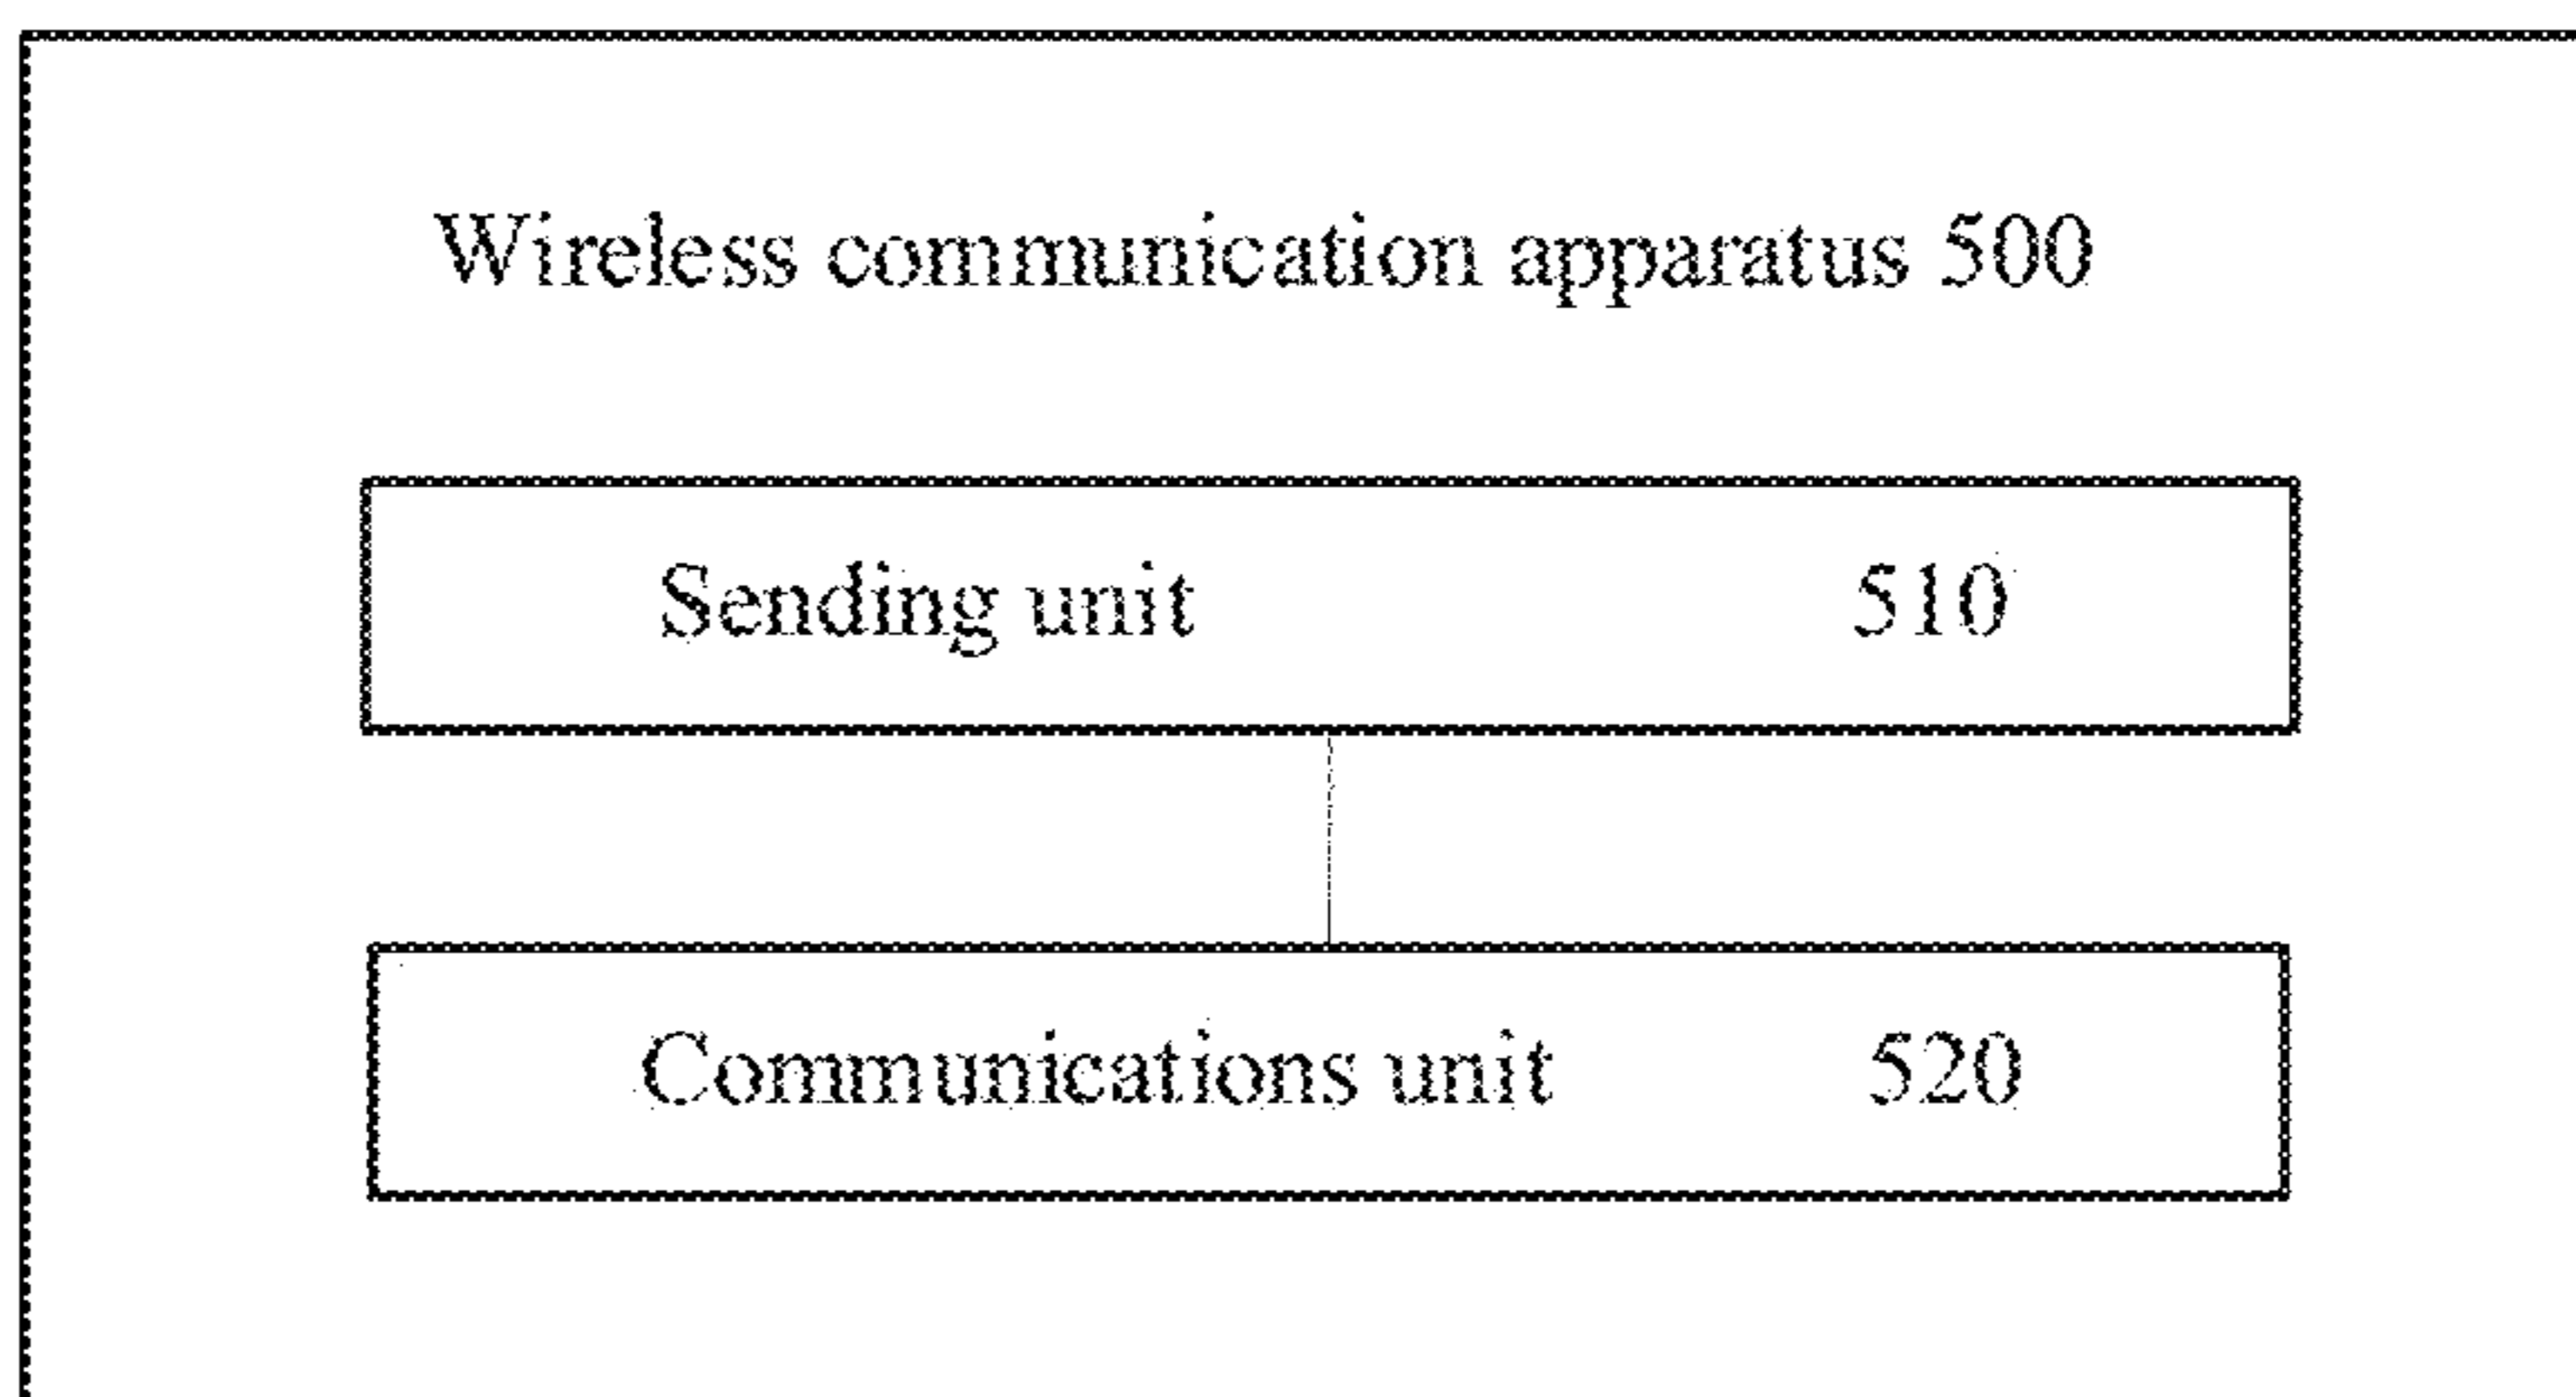 Wireless communication apparatus 500
Sending unit 510
Communications unit 520